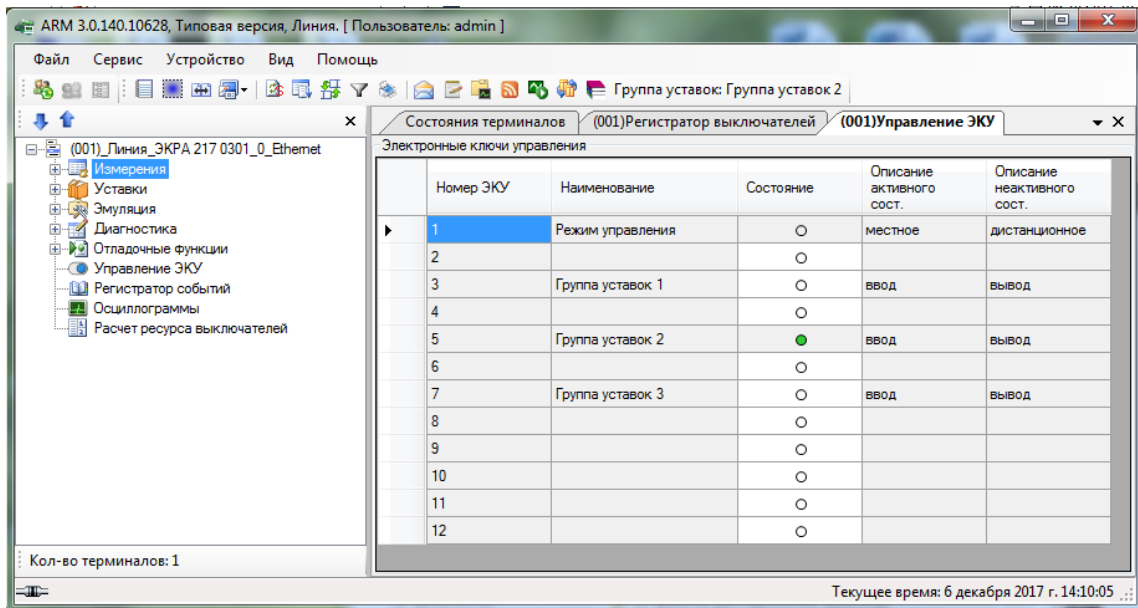 ARM 3.0.140.10628, Типовая версия, Линия. [ Пользователь: admin ]
Файл Сервис Устройство Вид Помощь
Группа уставок: Группа уставок 2
Состояния терминалов (001)Регистратор выключателей (001)Управление ЭКУ
(001)_Линия_ЭКРА 217 0301_0_Ethernet
Измерения
Уставки
Эмуляция
Диагностика
Отладочные функции
Управление ЭКУ
Регистратор событий
Осциллограммы
Расчет ресурса выключателей
Кол-во терминалов: 1
Электронные ключи управления
Номер ЭКУ Наименование Состояние Описание активного сост. Описание неактивного сост.
1 Режим управления местное дистанционное
2
3 Группа уставок 1 ввод вывод
4
5 Группа уставок 2 ввод вывод
6
7 Группа уставок 3 ввод вывод
8
9
10
11
12
Текущее время: 6 декабря 2017 г. 14:10:05